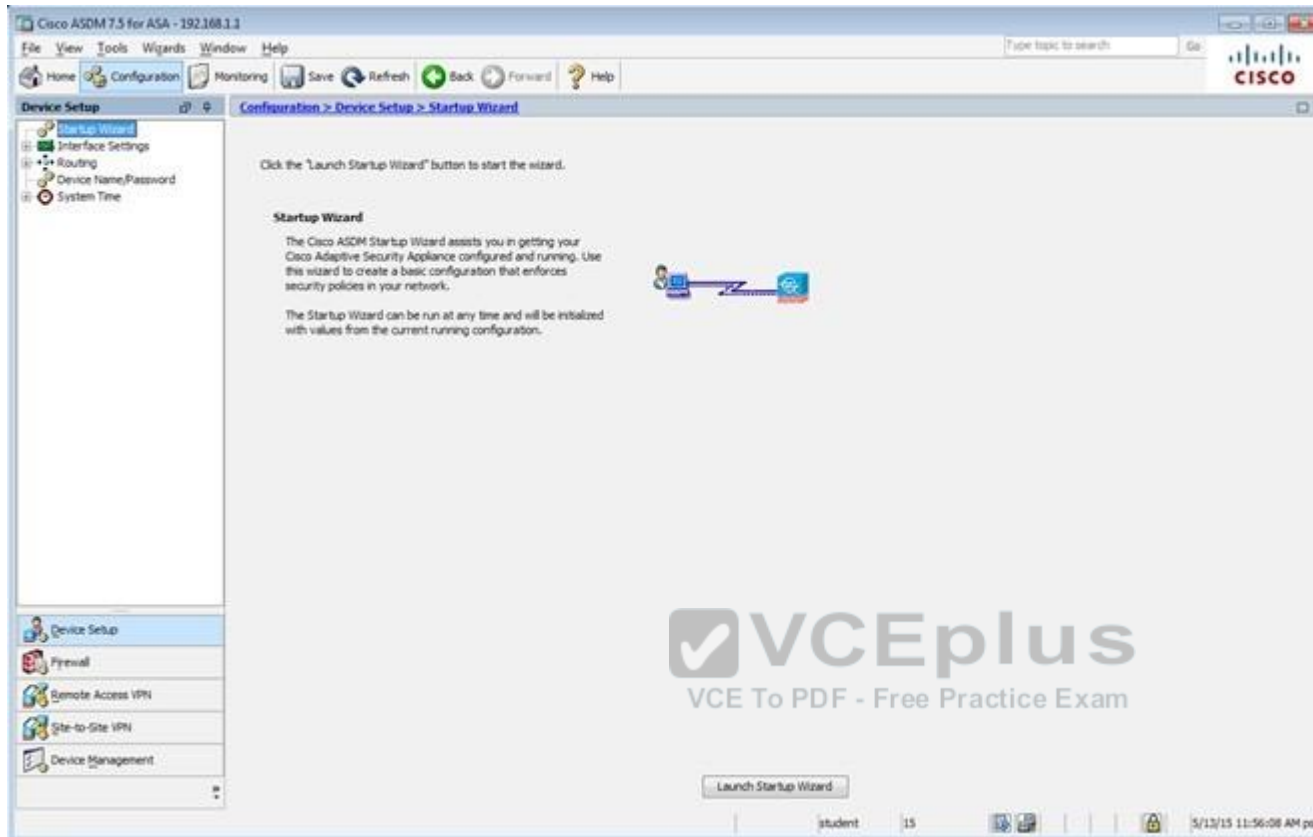 Cisco ASDM 7.5 for ASA - 192.168.1.1
File View Tools Wizards Window Help
Type topic to search Go
Home Configuration Monitoring Save Refresh Back Forward Help
CISCO
Device Setup
Configuration > Device Setup > Startup Wizard
Startup Wizard
Interface Settings
Routing
Device Name/Password
System Time
Click the "Launch Startup Wizard" button to start the wizard.
Startup Wizard
The Cisco ASDM Startup Wizard assists you in getting your
Cisco Adaptive Security Appliance configured and running. Use
this wizard to create a basic configuration that enforces
security policies in your network.
The Startup Wizard can be run at any time and will be initialized
with values from the current running configuration.
Device Setup
Firewall
Remote Access VPN
Site-to-Site VPN
Device Management
VCEplus
VCE To PDF - Free Practice Exam
Launch Startup Wizard
student 15 5/13/15 11:56:08 AM